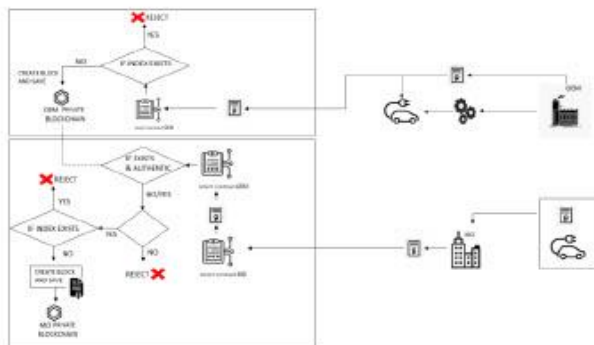 REJECT
YES
NO
IF INDEX EXISTS
CREATE BLOCK
AND SAVE
OEM PRIVATE
BLOCKCHAIN
OEM
IF EXISTS
& AUTHENTIC
REJECT
NO/YES
YES
IF INDEX EXISTS
YES
NO
NO
REJECT
CREATE BLOCK
AND SAVE
MO PRIVATE
BLOCKCHAIN